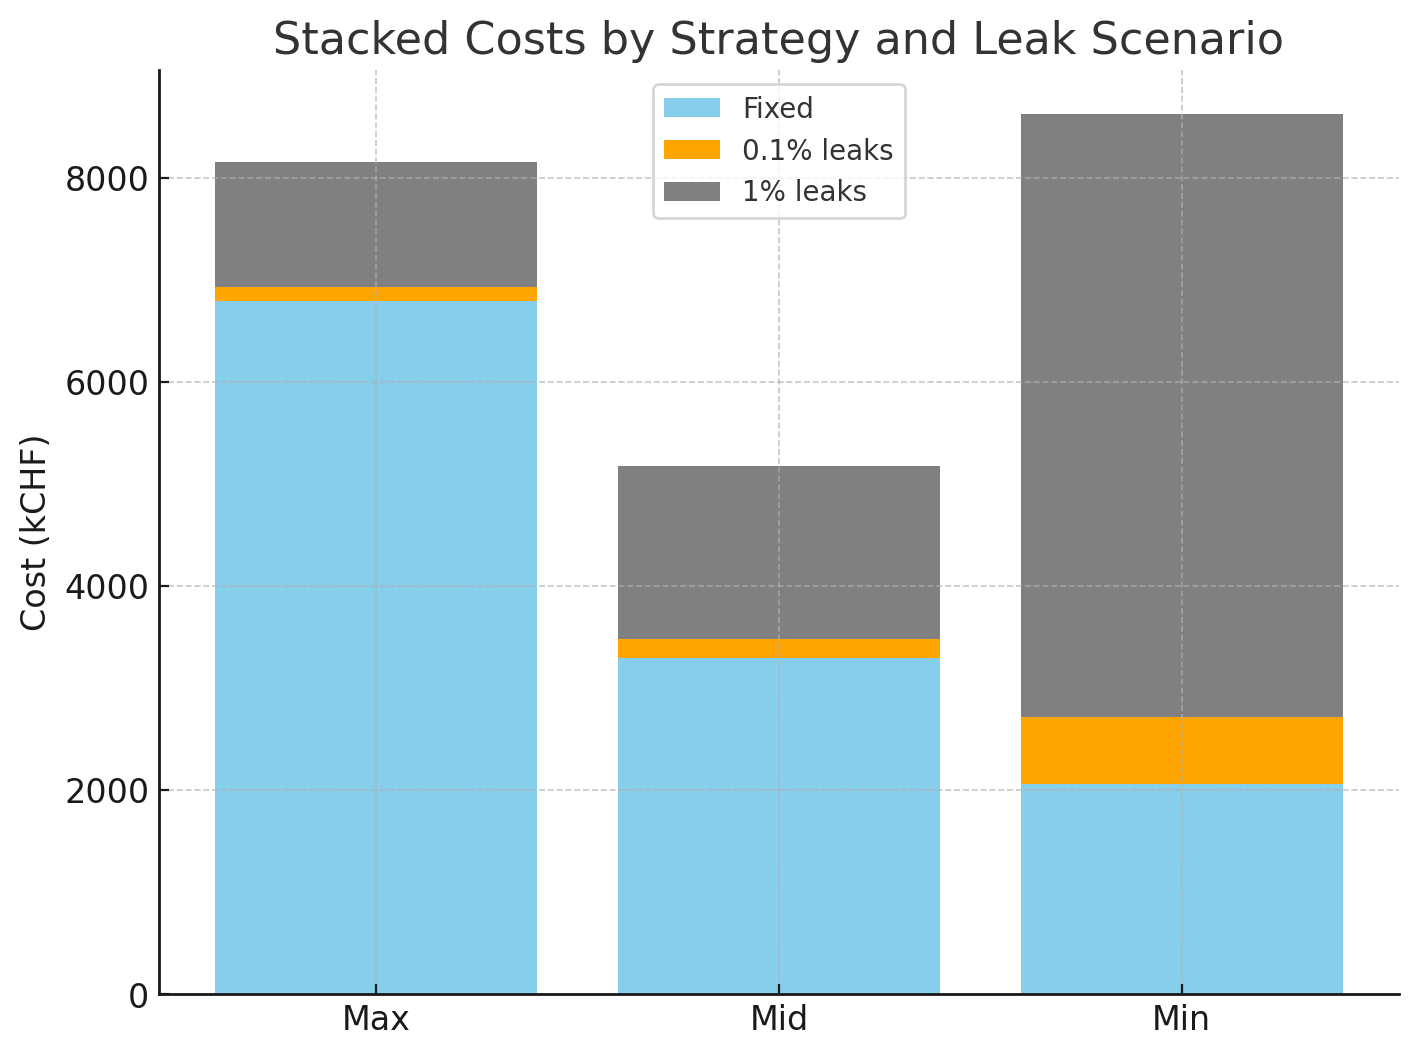 Stacked Costs by Strategy and Leak Scenario
Fixed
0.1% leaks
1% leaks
Cost (kCHF)
8000
6000
4000
2000
0
Max
Mid
Min